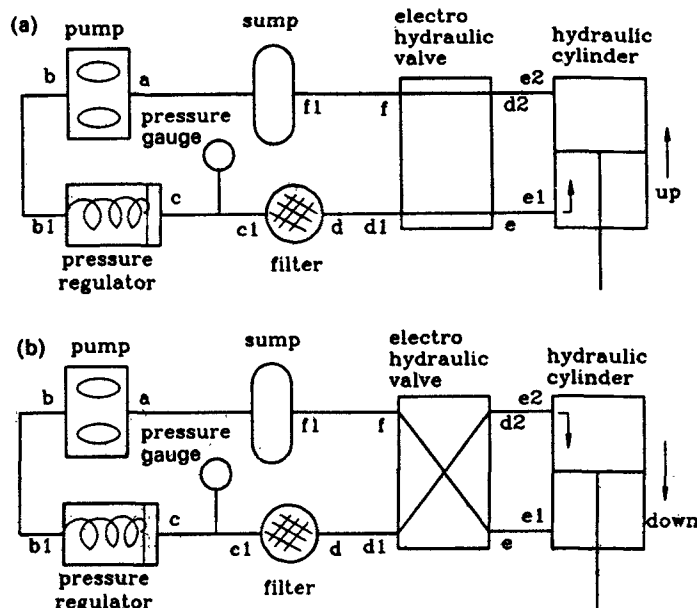 (a)
pump
sump
electro
hydraulic
valve
hydraulic
cylinder
b
a
f1
f
e2
d2
pressure
gauge
up
b1
c
c1
d
d1
e1
e
pressure
regulator
filter
(b)
pump
sump
electro
hydraulic
valve
hydraulic
cylinder
b
a
f1
f
e2
d2
pressure
gauge
down
b1
c
c1
d
d1
e1
e
pressure
regulator
filter